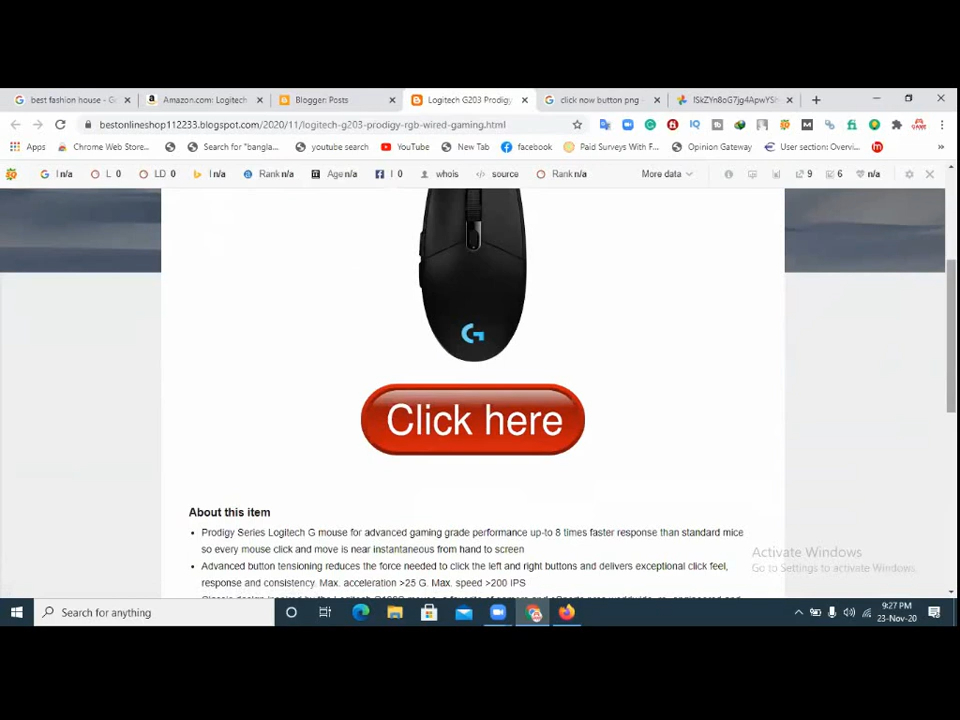 best fashion house - G
Amazon.com: Logitech
Blogger: Posts
Logitech G203 Prodigy
click now button png
ISkZYn8oG7jg4ApwYS
bestonlineshop112233.blogspot.com/2020/11/logitech-g203-prodigy-rgb-wired-gaming.html
Apps
Chrome Web Store...
Search for "bangla...
youtube search
YouTube
New Tab
facebook
Paid Surveys With F...
Opinion Gateway
User section: Overvi...
»
I n/a
L 0
LD 0
I n/a
Rank n/a
Age n/a
I 0
whois
source
Rank n/a
More data
9
6
n/a
Click here
About this item
• Prodigy Series Logitech G mouse for advanced gaming grade performance up-to 8 times faster response than standard mice
so every mouse click and move is near instantaneous from hand to screen
• Advanced button tensioning reduces the force needed to click the left and right buttons and delivers exceptional click feel,
response and consistency. Max. acceleration >25 G. Max. speed >200 IPS
Activate Windows
Go to Settings to activate Windows.
Search for anything
9:27 PM
23-Nov-20